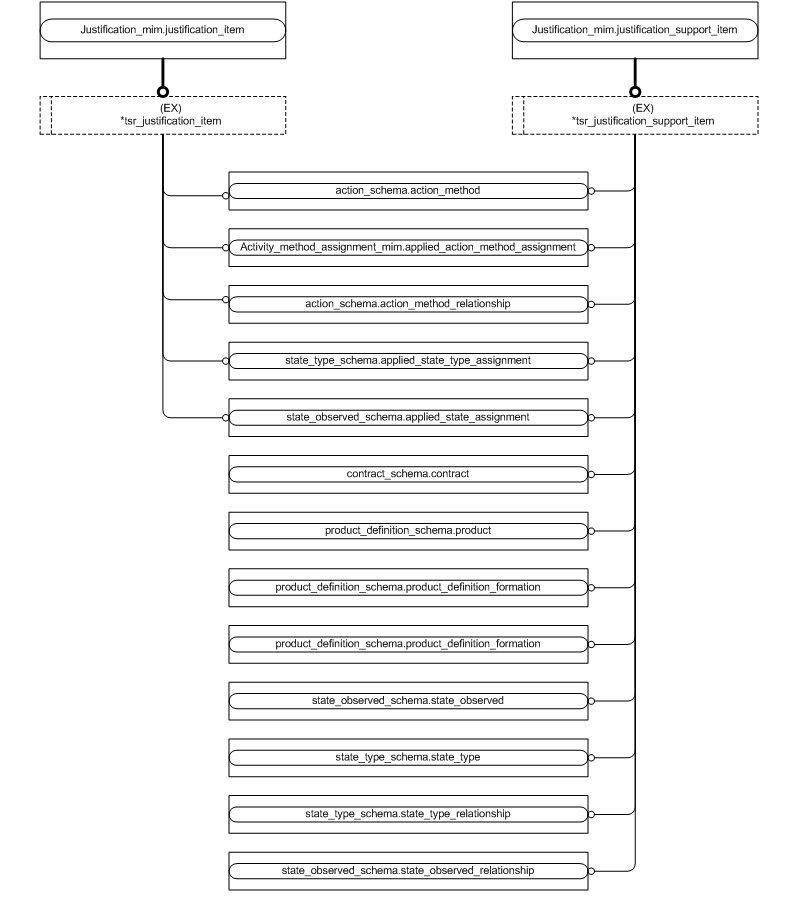 Justification_mim.justification_item
Justification_mim.justification_support_item
(EX)
*tsr_justification_item
(EX)
*tsr_justification_support_item
action_schema.action_method
Activity_method_assignment_mim.applied_action_method_assignment
action_schema.action_method_relationship
state_type_schema.applied_state_type_assignment
state_observed_schema.applied_state_assignment
contract_schema.contract
product_definition_schema.product
product_definition_schema.product_definition_formation
product_definition_schema.product_definition_formation
state_observed_schema.state_observed
state_type_schema.state_type
state_type_schema.state_type_relationship
state_observed_schema.state_observed_relationship